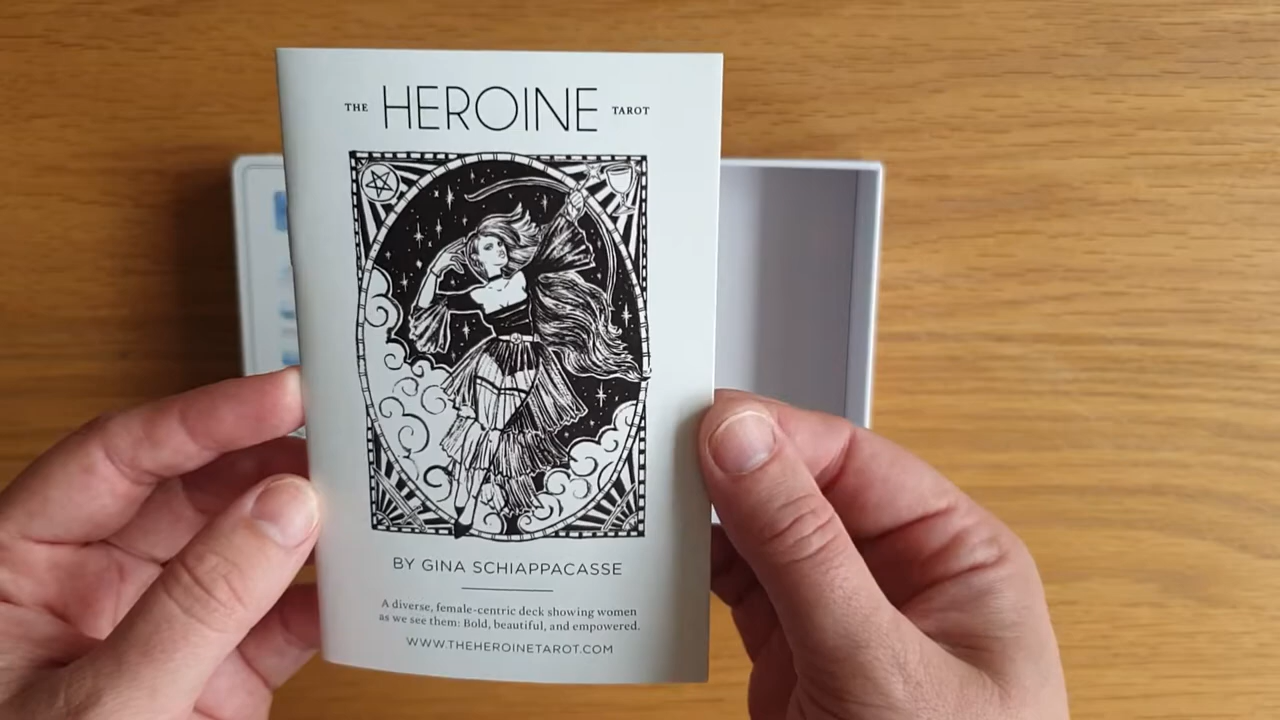 THE HEROINE TAROT
BY GINA SCHIAPPACASSE
A diverse, female-centric deck showing women
as we see them: Bold, beautiful, and empowered.
WWW.THEHEROINETAROT.COM